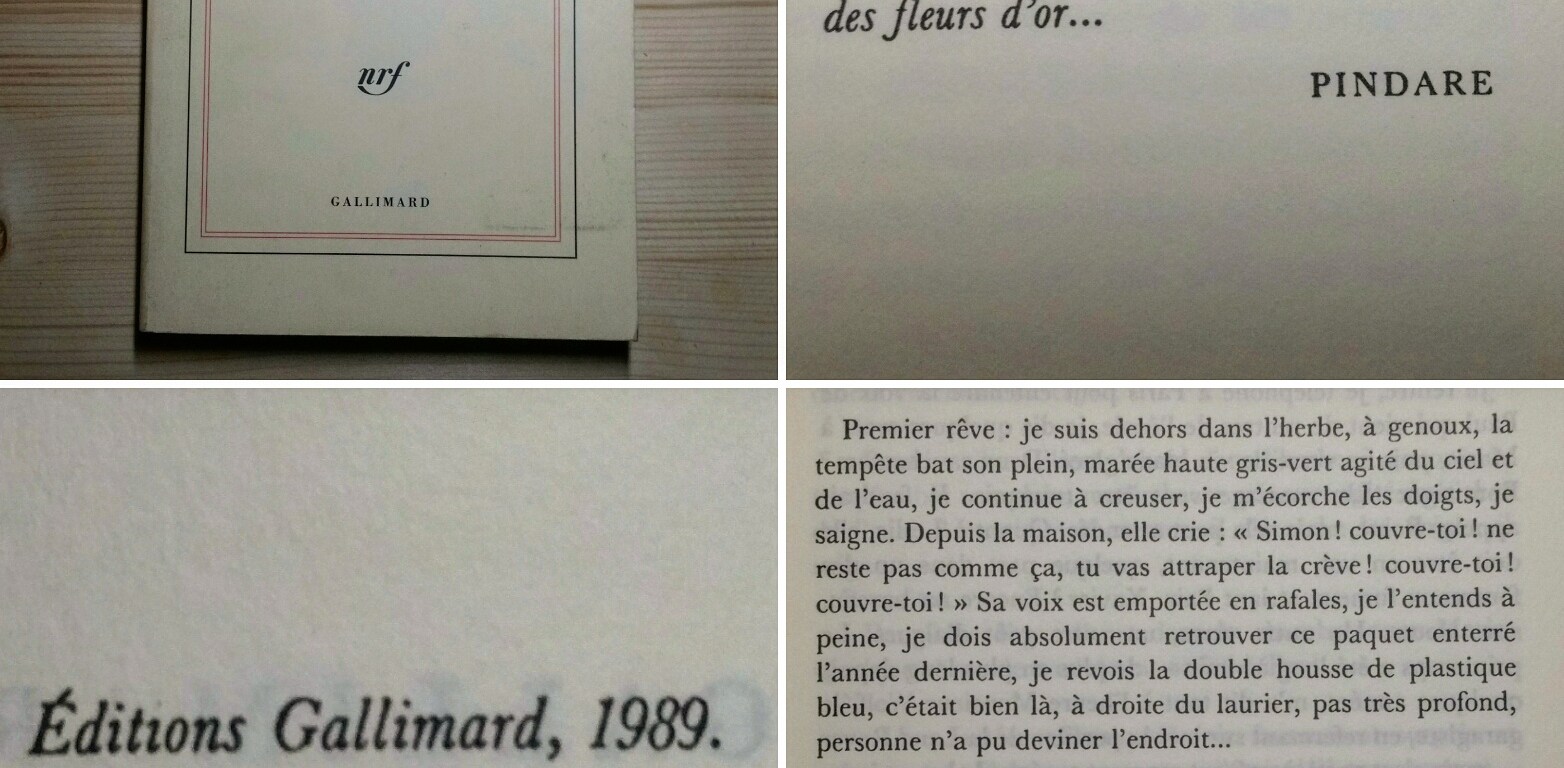 nrf
GALLIMARD
des fleurs d'or...
PINDARE
Éditions Gallimard, 1989.
Premier rêve : je suis dehors dans l'herbe, à genoux, la
tempête bat son plein, marée haute gris-vert agité du ciel et
de l'eau, je continue à creuser, je m'écorche les doigts, je
saigne. Depuis la maison, elle crie : « Simon ! couvre-toi ! ne
reste pas comme ça, tu vas attraper la crève ! couvre-toi !
couvre-toi ! » Sa voix est emportée en rafales, je l'entends à
peine, je dois absolument retrouver ce paquet enterré
l'année dernière, je revois la double housse de plastique
bleu, c'était bien là, à droite du laurier, pas très profond,
personne n'a pu deviner l'endroit...